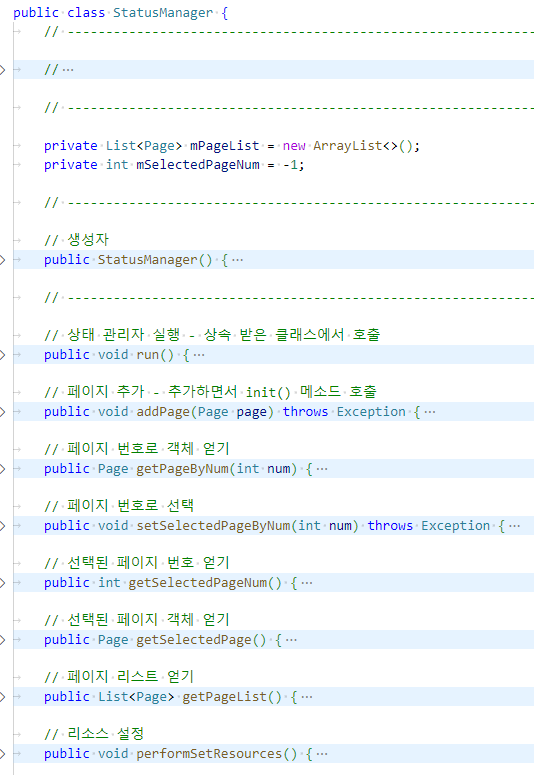 public class StatusManager {
// ------------------------------------------------------------
// …
// ------------------------------------------------------------
private List<Page> mPageList = new ArrayList<>();
private int mSelectedPageNum = -1;
// ------------------------------------------------------------
// 생성자
public StatusManager() { …
// ------------------------------------------------------------
// 상태 관리자 실행 - 상속 받은 클래스에서 호출
public void run() { …
// 페이지 추가 - 추가하면서 init() 메소드 호출
public void addPage(Page page) throws Exception { …
// 페이지 번호로 객체 얻기
public Page getPageByNum(int num) { …
// 페이지 번호로 선택
public void setSelectedPageByNum(int num) throws Exception { …
// 선택된 페이지 번호 얻기
public int getSelectedPageNum() { …
// 선택된 페이지 객체 얻기
public Page getSelectedPage() { …
// 페이지 리스트 얻기
public List<Page> getPageList() { …
// 리소스 설정
public void performSetResources() { …